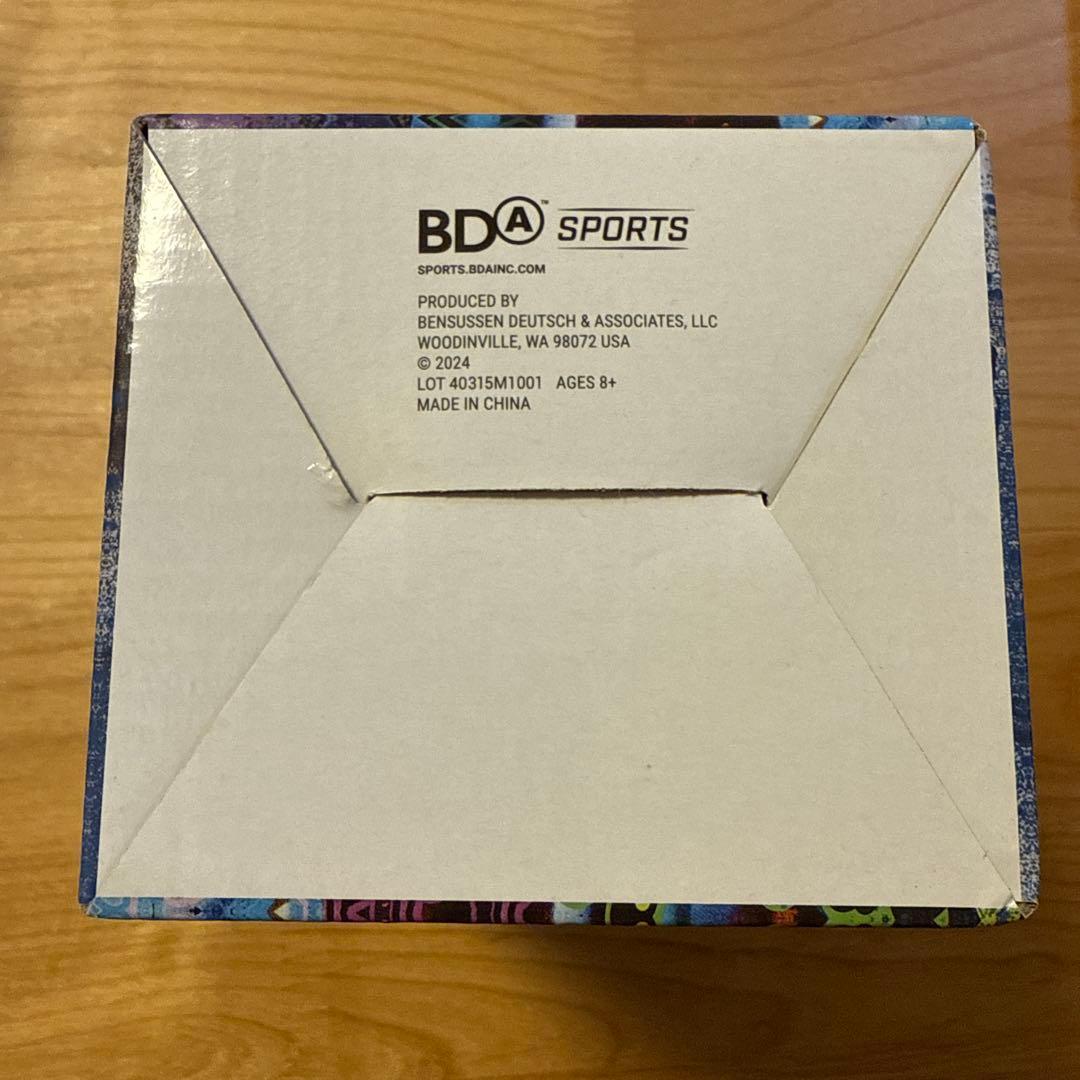 BDA™ SPORTS
SPORTS.BDAINC.COM
PRODUCED BY
BENSUSSEN DEUTSCH & ASSOCIATES, LLC
WOODINVILLE, WA 98072 USA
© 2024
LOT 40315M1001 AGES 8+
MADE IN CHINA